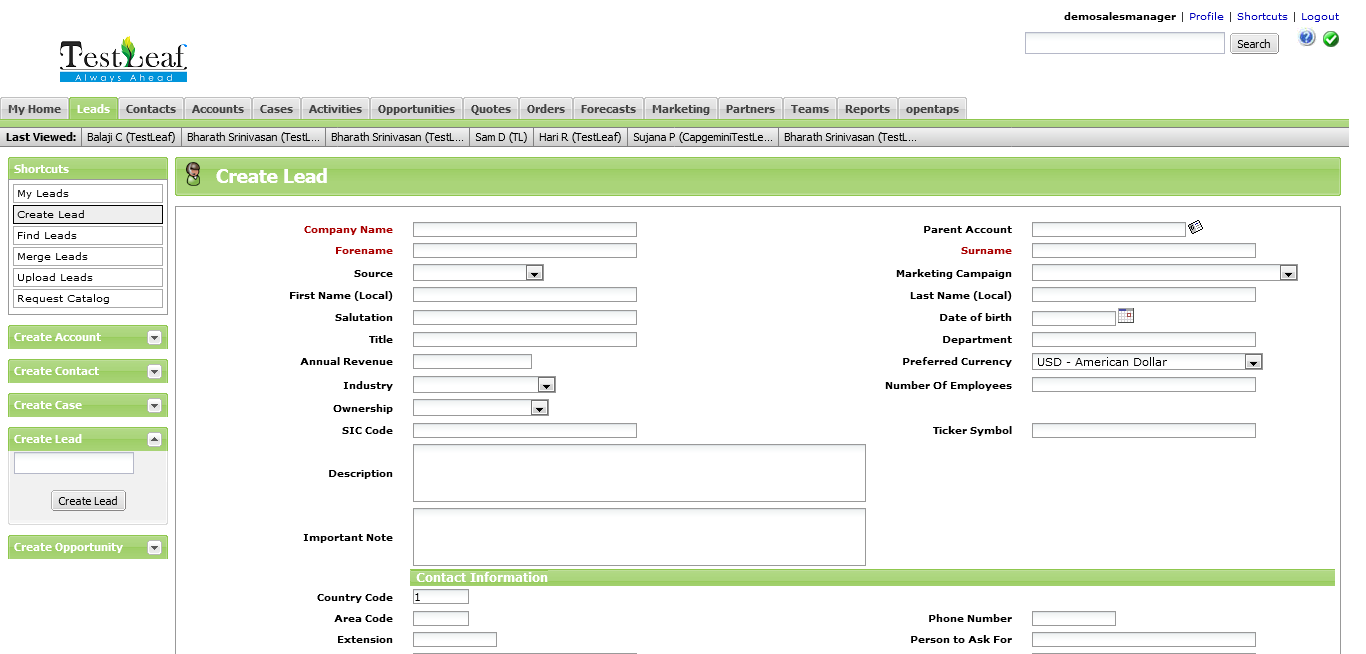 demosalesmanager | Profile | Shortcuts | Logout
Search
TestLeaf
Always Ahead
My Home Leads Contacts Accounts Cases Activities Opportunities Quotes Orders Forecasts Marketing Partners Teams Reports opentaps
Last Viewed: Balaji C (TestLeaf) Bharath Srinivasan (TestL... Bharath Srinivasan (TestL... Sam D (TL) Hari R (TestLeaf) Sujana P (CapgeminiTestLe... Bharath Srinivasan (TestL...
Shortcuts
My Leads
Create Lead
Find Leads
Merge Leads
Upload Leads
Request Catalog
Create Account
Create Contact
Create Case
Create Lead
Create Lead
Create Opportunity
Create Lead
Company Name Parent Account
Forename Surname
Source Marketing Campaign
First Name (Local) Last Name (Local)
Salutation Date of birth
Title Department
Annual Revenue Preferred Currency USD - American Dollar
Industry Number Of Employees
Ownership
SIC Code Ticker Symbol
Description
Important Note
Contact Information
Country Code 1
Area Code Phone Number
Extension Person to Ask For